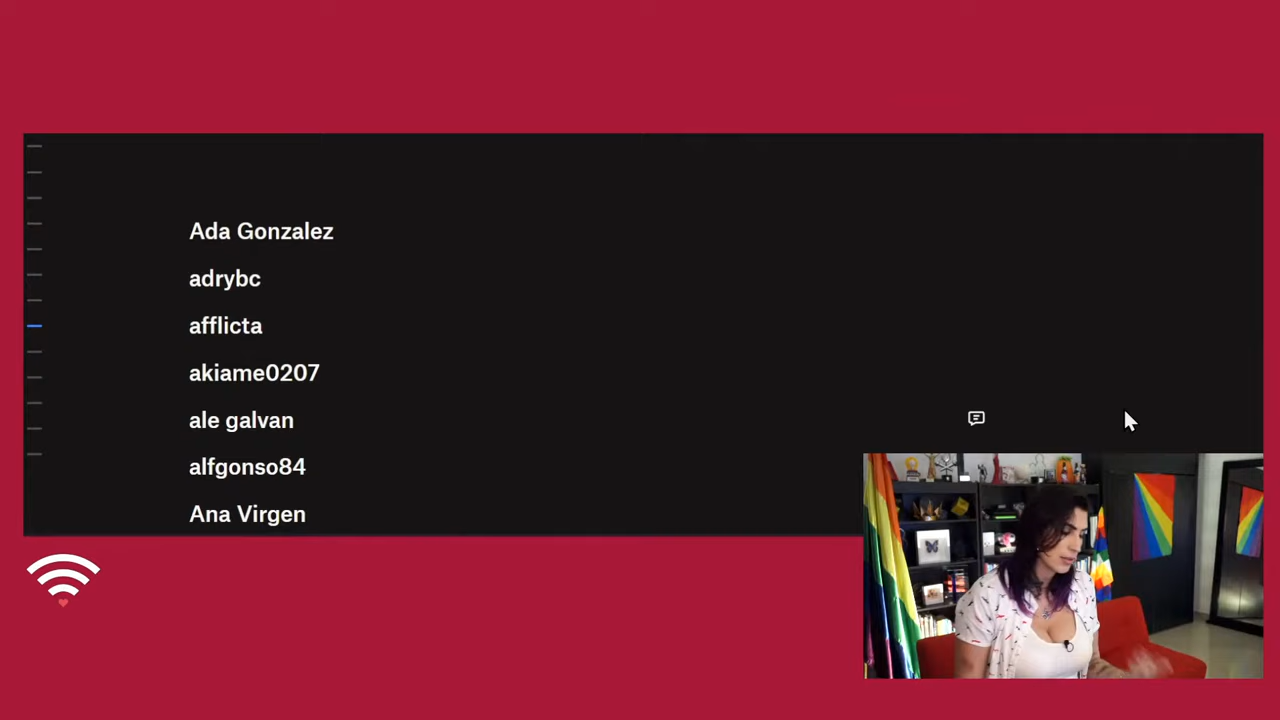 Ada Gonzalez
adrybc
afflicta
akiame0207
ale galvan
alfgonso84
Ana Virgen